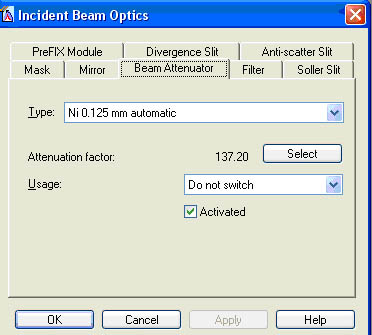 Incident Beam Optics
PreFIX Module Divergence Slit Anti-scatter Slit
Mask Mirror Beam Attenuator Filter Soller Slit
Type: Ni 0.125 mm automatic
Attenuation factor: 137.20 Select
Usage: Do not switch
Activated
OK Cancel Apply Help